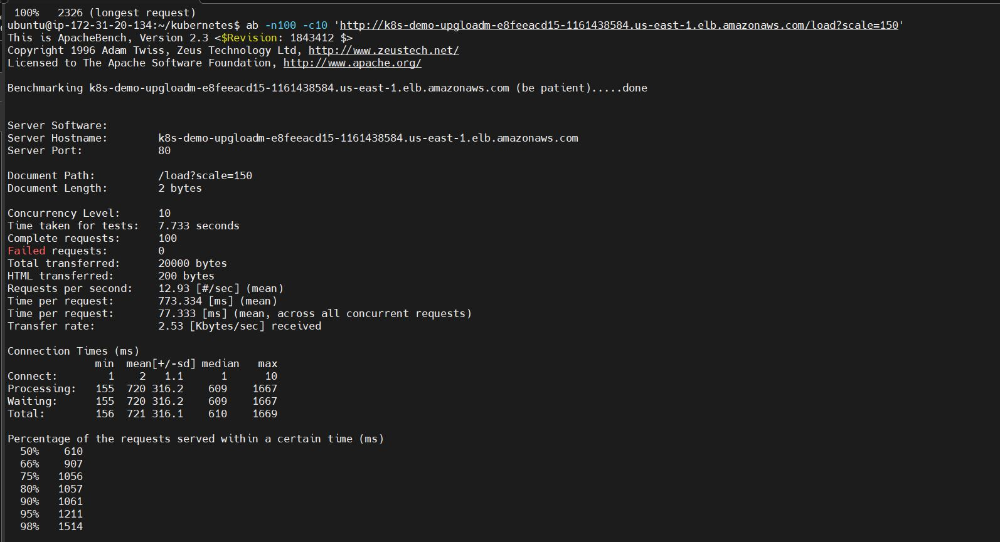 100%   2326 (longest request)
ubuntu@ip-172-31-20-134:~/kubernetes$ ab -n100 -c10 'http://k8s-demo-upgloadm-e8feeacd15-1161438584.us-east-1.elb.amazonaws.com/load?scale=150'
This is ApacheBench, Version 2.3 <$Revision: 1843412 $>
Copyright 1996 Adam Twiss, Zeus Technology Ltd, http://www.zeustech.net/
Licensed to The Apache Software Foundation, http://www.apache.org/

Benchmarking k8s-demo-upgloadm-e8feeacd15-1161438584.us-east-1.elb.amazonaws.com (be patient).....done


Server Software:
Server Hostname:        k8s-demo-upgloadm-e8feeacd15-1161438584.us-east-1.elb.amazonaws.com
Server Port:            80

Document Path:          /load?scale=150
Document Length:        2 bytes

Concurrency Level:      10
Time taken for tests:   7.733 seconds
Complete requests:      100
Failed requests:        0
Total transferred:      20000 bytes
HTML transferred:       200 bytes
Requests per second:    12.93 [#/sec] (mean)
Time per request:       773.334 [ms] (mean)
Time per request:       77.333 [ms] (mean, across all concurrent requests)
Transfer rate:          2.53 [Kbytes/sec] received

Connection Times (ms)
              min  mean[+/-sd] median   max
Connect:        1    2   1.1      1      10
Processing:   155  720 316.2    609    1667
Waiting:      155  720 316.2    609    1667
Total:        156  721 316.1    610    1669

Percentage of the requests served within a certain time (ms)
  50%    610
  66%    907
  75%   1056
  80%   1057
  90%   1061
  95%   1211
  98%   1514